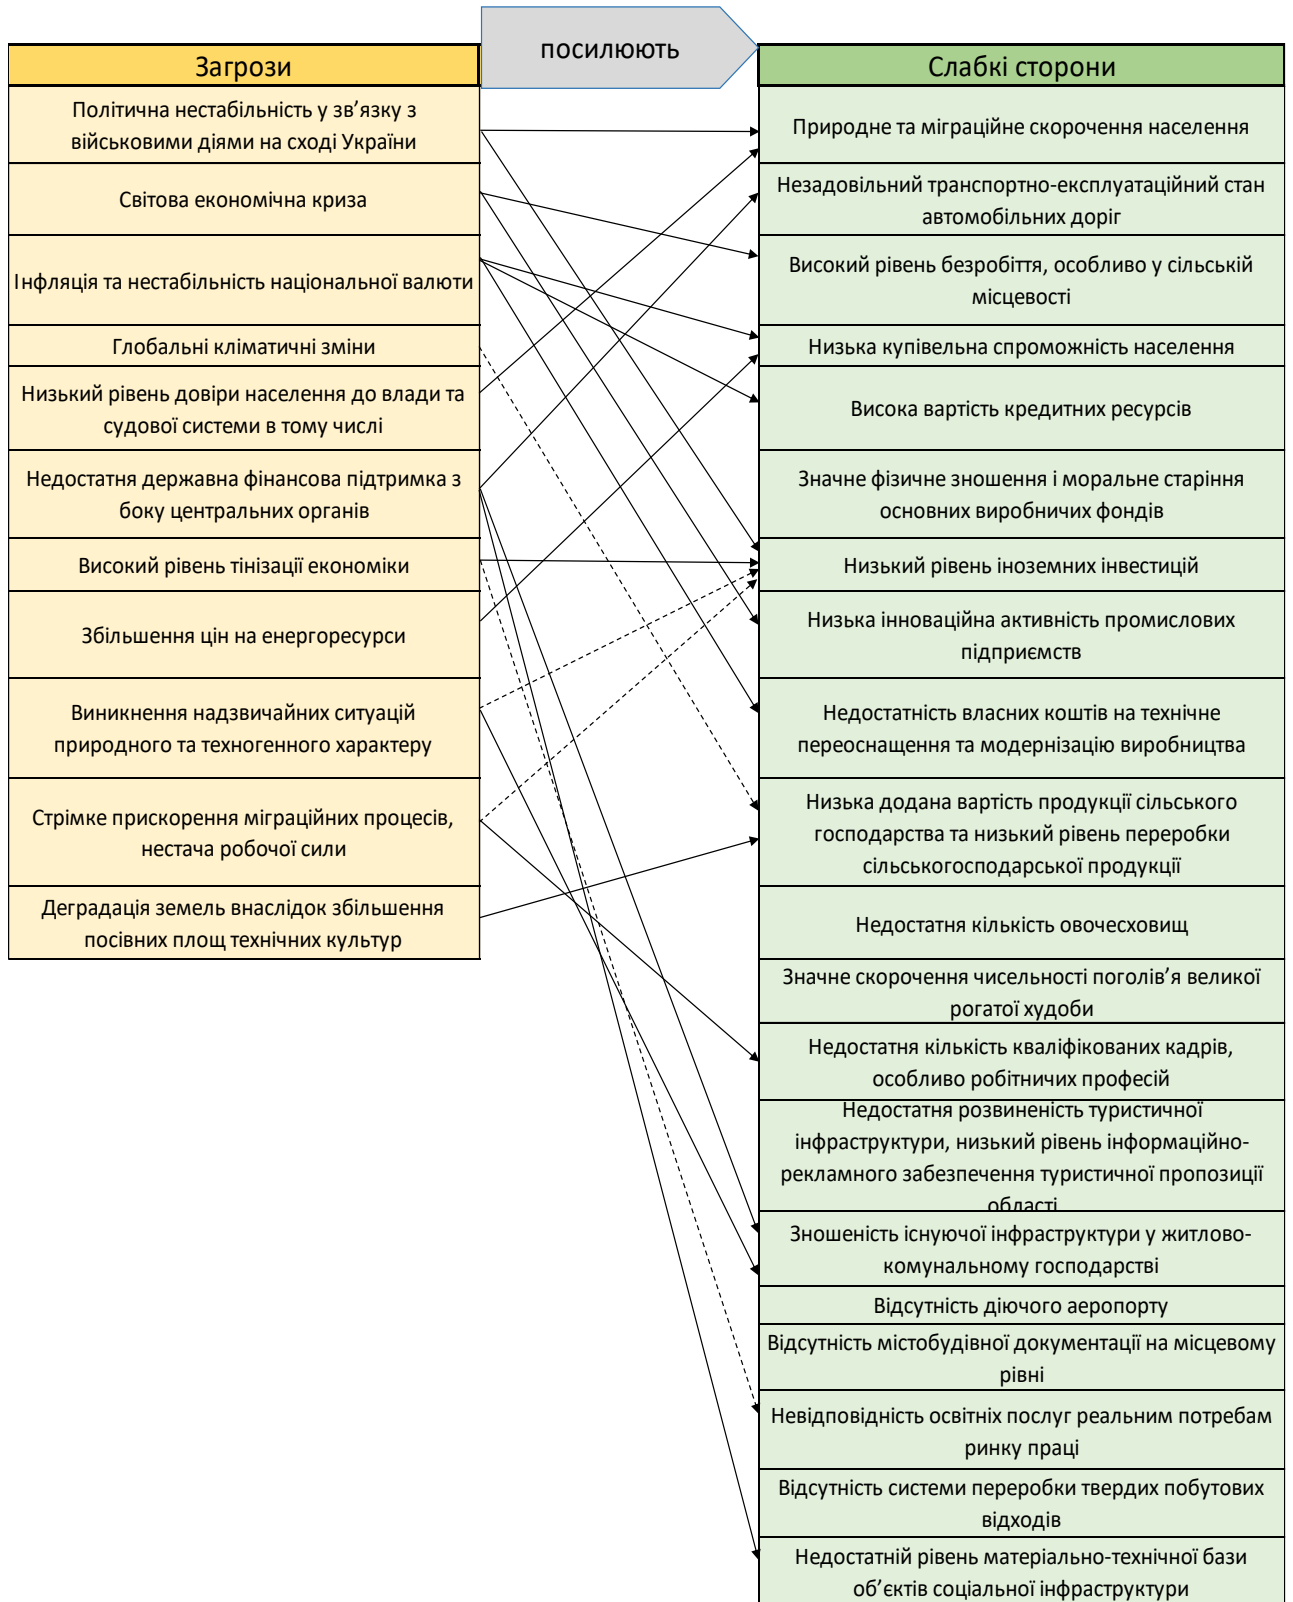 посилюють
Загрози
Політична нестабільність у зв’язку з
військовими діями на сході України
Світова економічна криза
Інфляція та нестабільність національної валюти
Глобальні кліматичні зміни
Низький рівень довіри населення до влади та
судової системи в тому числі
Недостатня державна фінансова підтримка з
боку центральних органів
Високий рівень тінізації економіки
Збільшення цін на енергоресурси
Виникнення надзвичайних ситуацій
природного та техногенного характеру
Стрімке прискорення міграційних процесів,
нестача робочої сили
Деградація земель внаслідок збільшення
посівних площ технічних культур
Слабкі сторони
Природне та міграційне скорочення населення
Незадовільний транспортно-експлуатаційний стан
автомобільних доріг
Високий рівень безробіття, особливо у сільській
місцевості
Низька купівельна спроможність населення
Висока вартість кредитних ресурсів
Значне фізичне зношення і моральне старіння
основних виробничих фондів
Низький рівень іноземних інвестицій
Низька інноваційна активність промислових
підприємств
Недостатність власних коштів на технічне
переоснащення та модернізацію виробництва
Низька додана вартість продукції сільського
господарства та низький рівень переробки
сільськогосподарської продукції
Недостатня кількість овочесховищ
Значне скорочення чисельності поголів’я великої
рогатої худоби
Недостатня кількість кваліфікованих кадрів,
особливо робітничих професій
Недостатня розвиненість туристичної
інфраструктури, низький рівень інформаційно-
рекламного забезпечення туристичної пропозиції
області
Зношеність існуючої інфраструктури у житлово-
комунальному господарстві
Відсутність діючого аеропорту
Відсутність містобудівної документації на місцевому
рівні
Невідповідність освітніх послуг реальним потребам
ринку праці
Відсутність системи переробки твердих побутових
відходів
Недостатній рівень матеріально-технічної бази
об’єктів соціальної інфраструктури